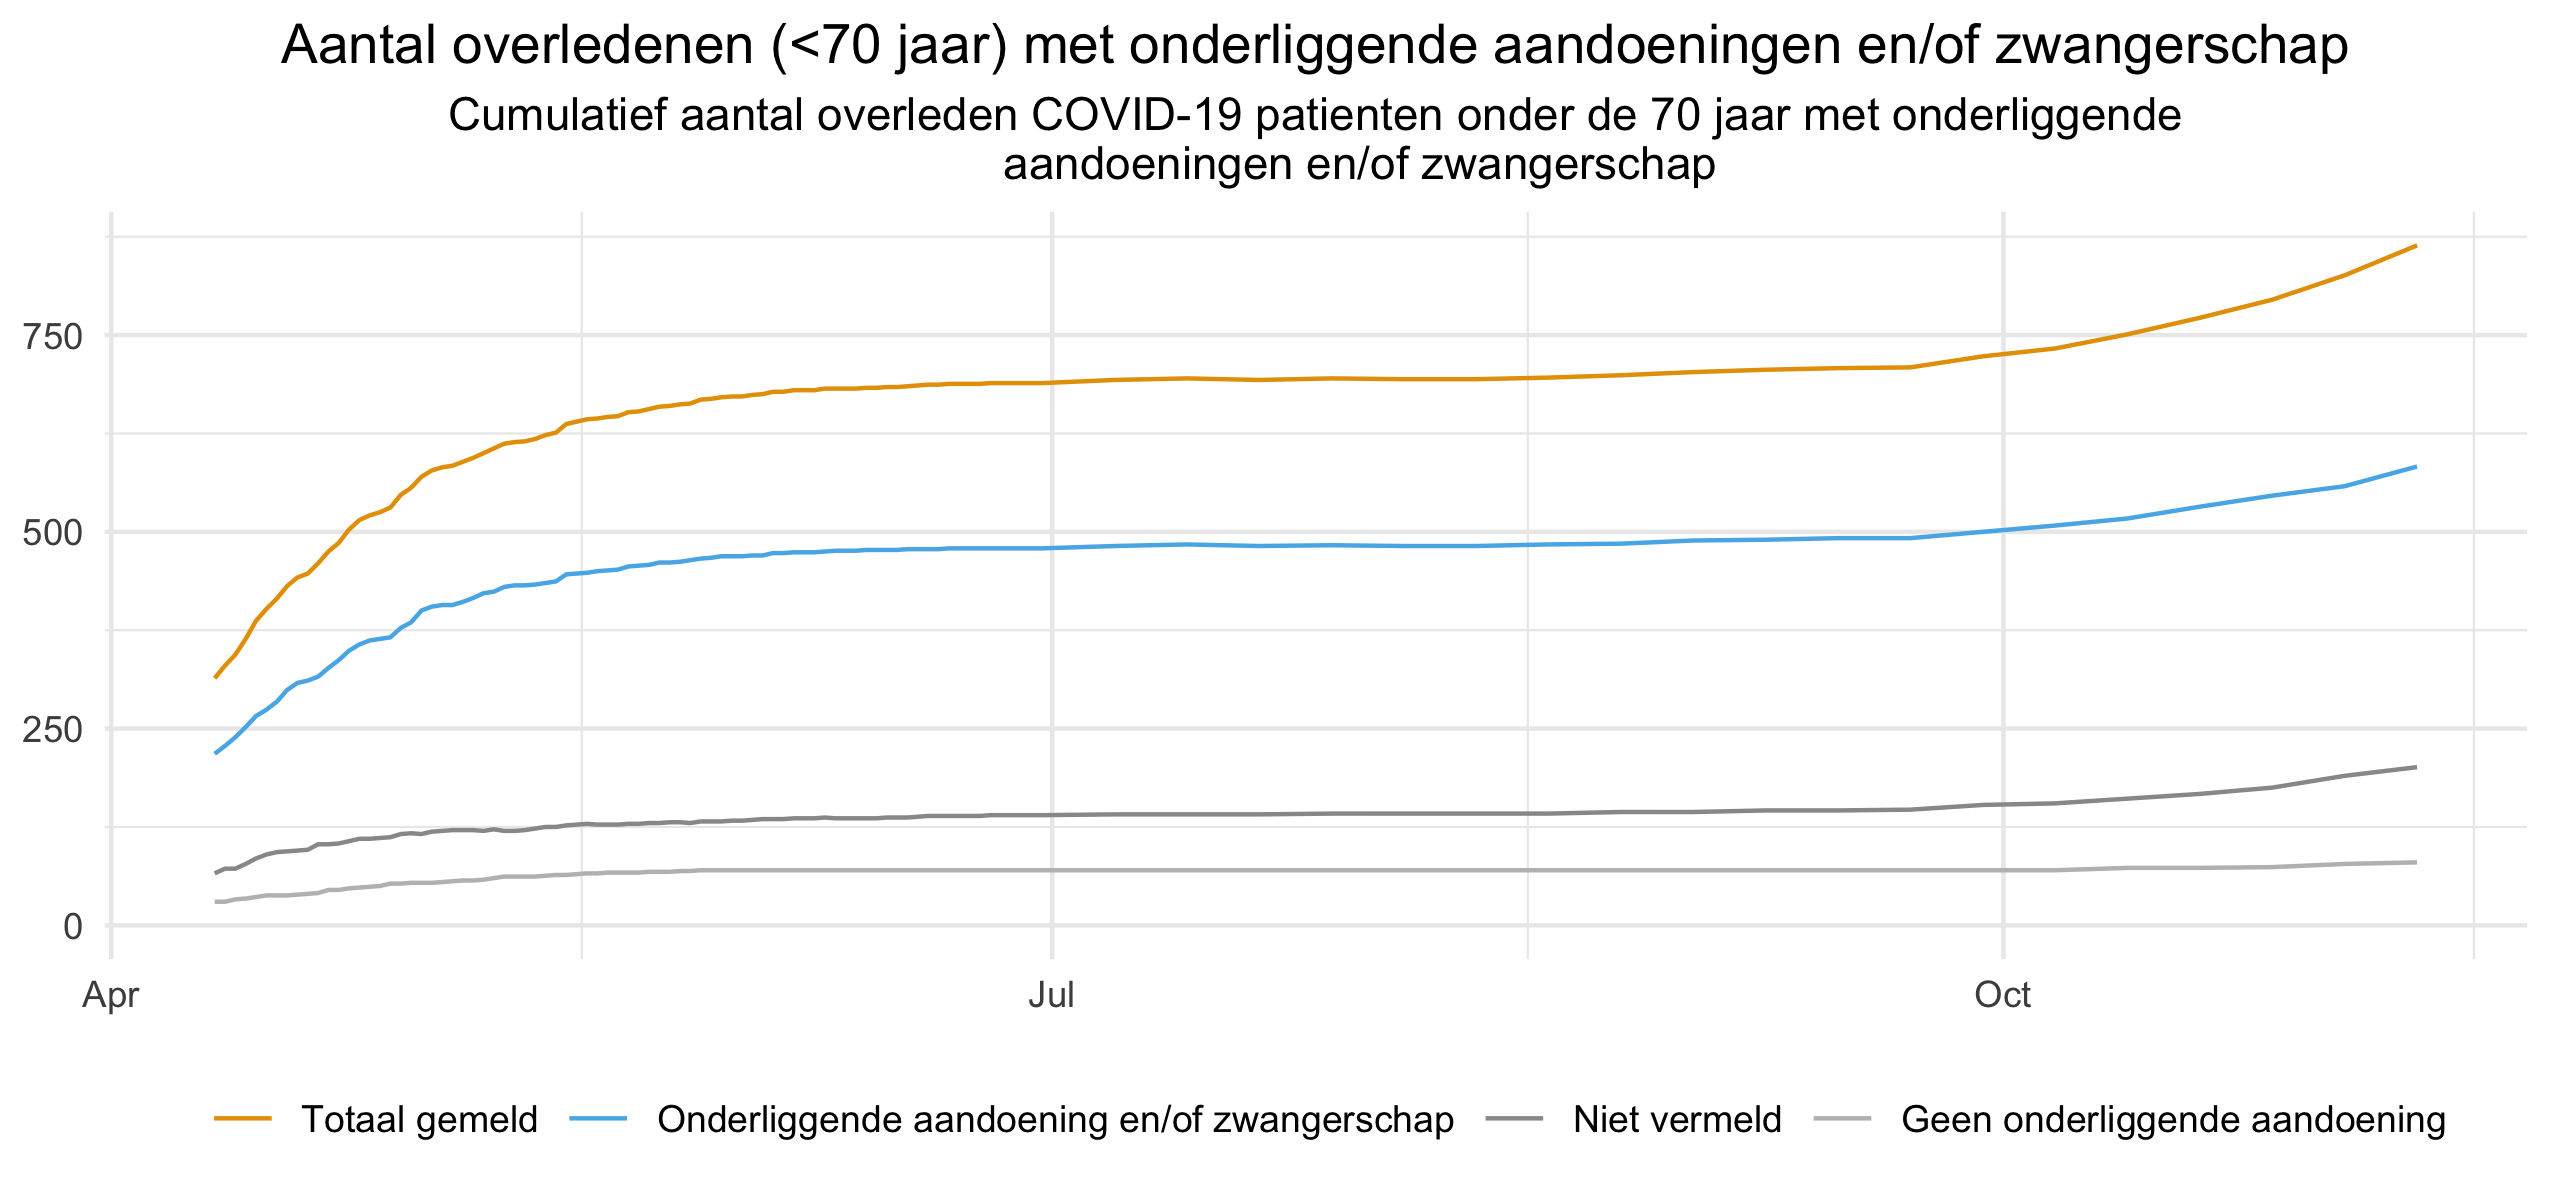 Aantal overledenen (<70 jaar) met onderliggende aandoeningen en/of zwangerschap
Cumulatief aantal overleden COVID-19 patienten onder de 70 jaar met onderliggende
aandoeningen en/of zwangerschap
750
500
250
0
Apr Jul Oct
Totaal gemeld Onderliggende aandoening en/of zwangerschap Niet vermeld Geen onderliggende aandoening